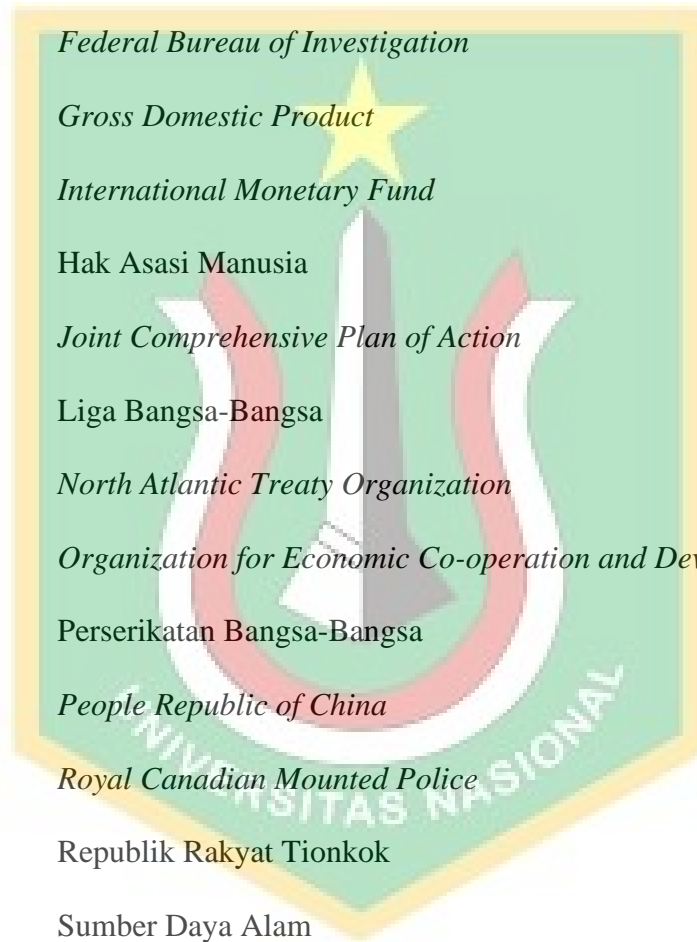 Federal Bureau of Investigation
Gross Domestic Product
International Monetary Fund
Hak Asasi Manusia
Joint Comprehensive Plan of Action
Liga Bangsa-Bangsa
North Atlantic Treaty Organization
Organization for Economic Co-operation and Dev
Perserikatan Bangsa-Bangsa
People Republic of China
Royal Canadian Mounted Police
Republik Rakyat Tionkok
Sumber Daya Alam
UNIVERSITAS NASIONAL